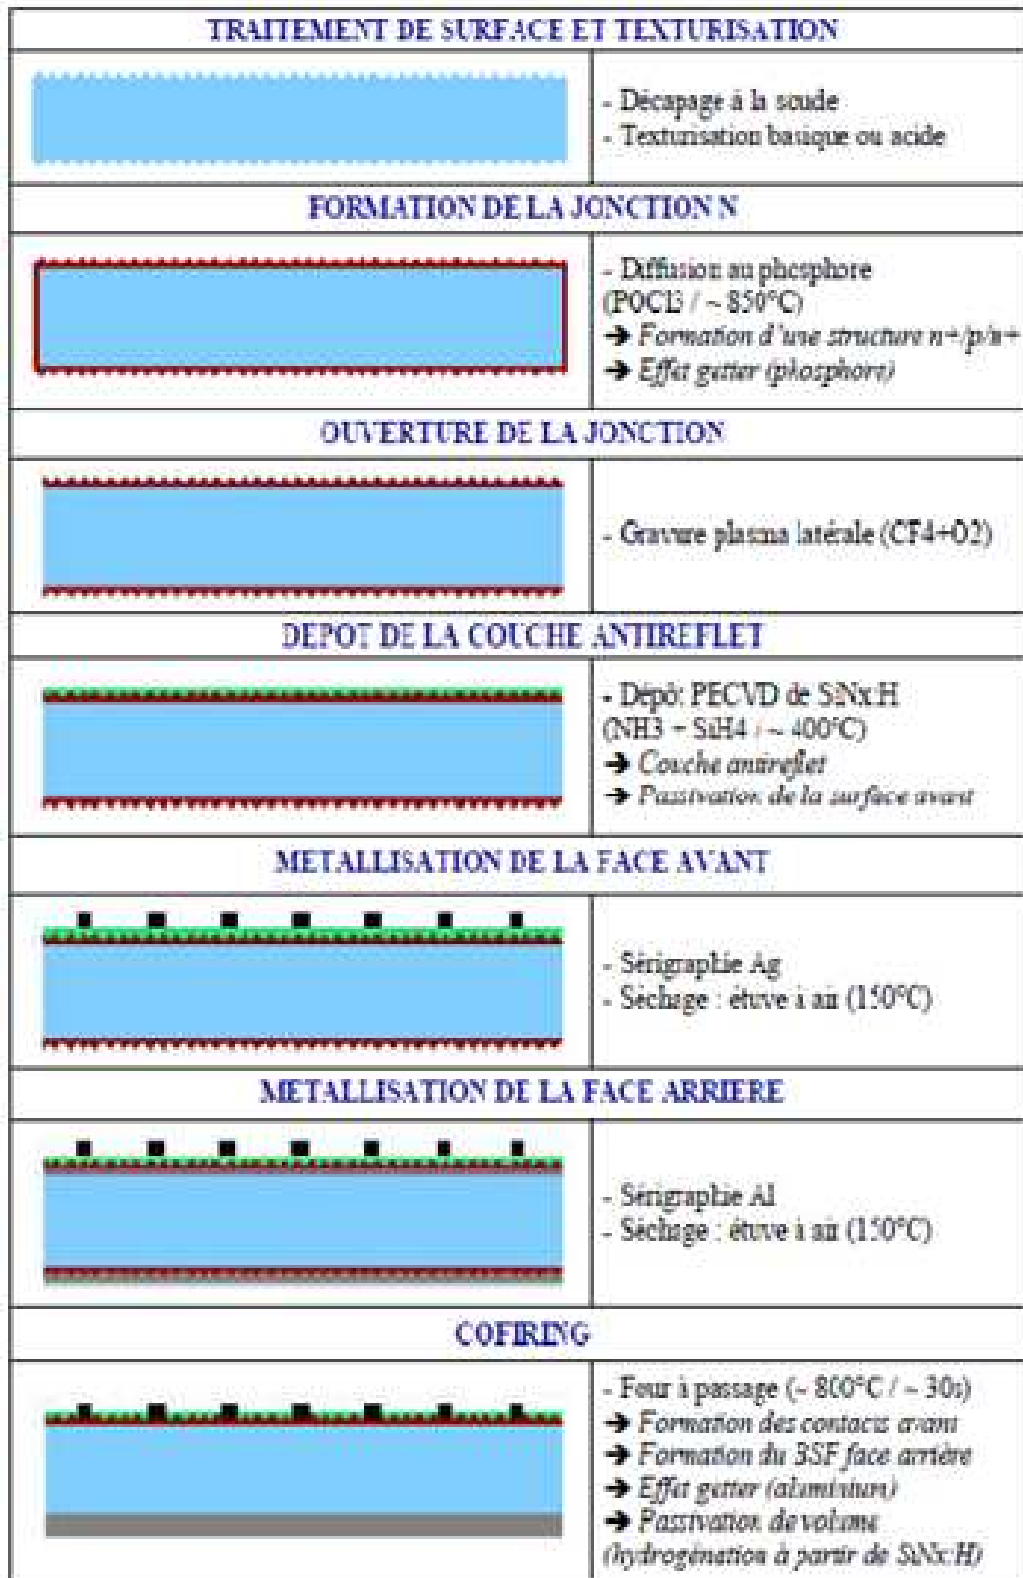 TRAITEMENT DE SURFACE ET TEXTURISATION
- Décapage à la soude
- Texturisation basique ou acide
FORMATION DE LA JONCTION N
- Diffusion au phosphore
(POCl3 / ~ 850°C)
➔ Formation d'une structure n+/p/n+
➔ Effet getter (phosphore)
OUVERTURE DE LA JONCTION
- Gravure plasma latérale (CF4+O2)
DEPOT DE LA COUCHE ANTIREFLET
- Dépôt PECVD de SiNx:H
(NH3 + SiH4 / ~ 400°C)
➔ Couche antireflet
➔ Passivation de la surface avant
METALLISATION DE LA FACE AVANT
- Sérigraphie Ag
- Séchage : étuve à air (150°C)
METALLISATION DE LA FACE ARRIERE
- Sérigraphie Al
- Séchage : étuve à air (150°C)
COFIRING
- Four à passage (~ 800°C / ~ 30s)
➔ Formation des contacts avant
➔ Formation du BSF face arrière
➔ Effet getter (aluminium)
➔ Passivation de volume
(hydrogénation à partir de SiNx:H)